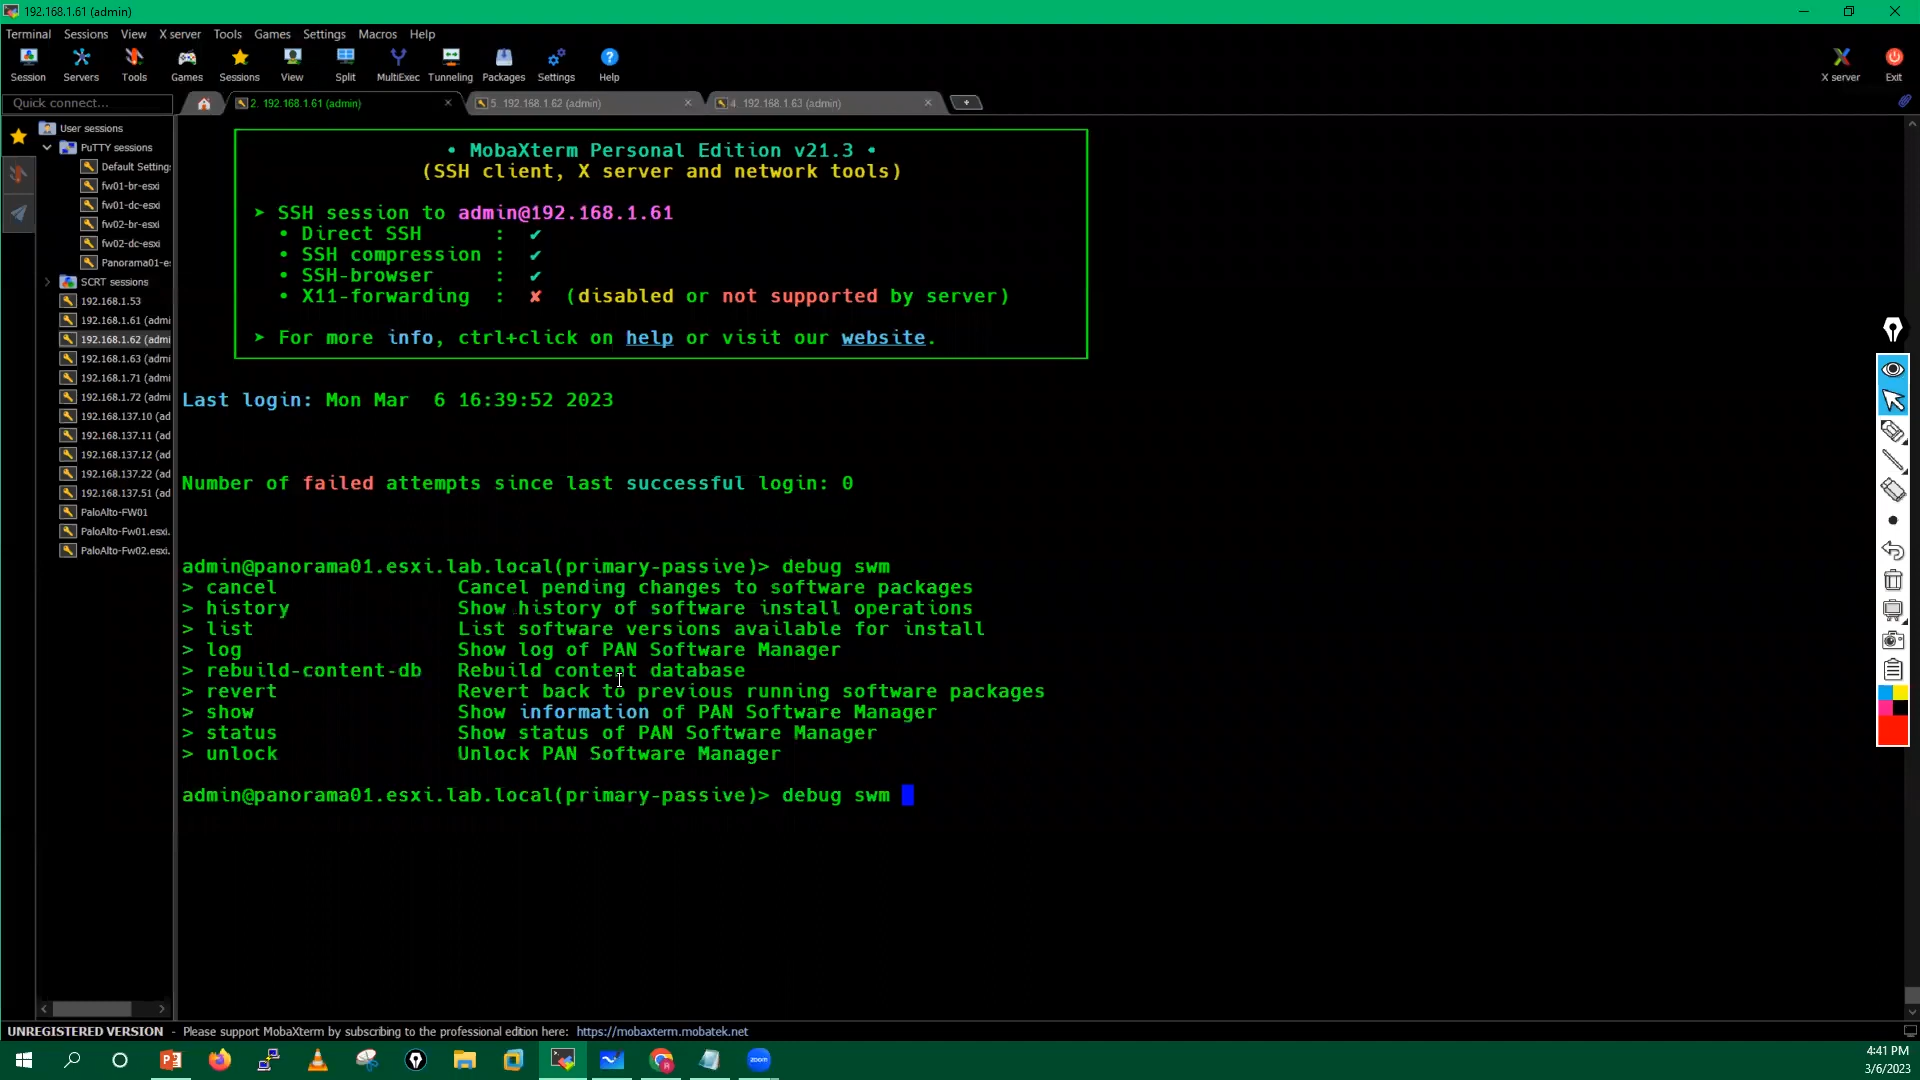 192.168.1.61 (admin)
Terminal Sessions View X server Tools Games Settings Macros Help
Session Servers Tools Games Sessions View Split MultiExec Tunneling Packages Settings Help X server Exit
Quick connect... 2. 192.168.1.61 (admin) 5. 192.168.1.62 (admin) 4. 192.168.1.63 (admin)
User sessions
PuTTY sessions
Default Setting:
fw01-br-esxi
fw01-dc-esxi
fw02-br-esxi
fw02-dc-esxi
Panorama01-e:
SCRT sessions
192.168.1.53
192.168.1.61 (admi
192.168.1.62 (admi
192.168.1.63 (admi
192.168.1.71 (admi
192.168.1.72 (admi
192.168.137.10 (ad
192.168.137.11 (ad
192.168.137.12 (ad
192.168.137.22 (ad
192.168.137.51 (ad
PaloAlto-FW01
PaloAlto-Fw01.esxi.
PaloAlto-Fw02.esxi.
• MobaXterm Personal Edition v21.3 •
(SSH client, X server and network tools)
➤ SSH session to admin@192.168.1.61
• Direct SSH : ✔
• SSH compression : ✔
• SSH-browser : ✔
• X11-forwarding : ✘ (disabled or not supported by server)
➤ For more info, ctrl+click on help or visit our website.
Last login: Mon Mar  6 16:39:52 2023
Number of failed attempts since last successful login: 0
admin@panorama01.esxi.lab.local(primary-passive)> debug swm
> cancel Cancel pending changes to software packages
> history Show history of software install operations
> list List software versions available for install
> log Show log of PAN Software Manager
> rebuild-content-db Rebuild content database
> revert Revert back to previous running software packages
> show Show information of PAN Software Manager
> status Show status of PAN Software Manager
> unlock Unlock PAN Software Manager
admin@panorama01.esxi.lab.local(primary-passive)> debug swm
UNREGISTERED VERSION - Please support MobaXterm by subscribing to the professional edition here: https://mobaxterm.mobatek.net
zoom
4:41 PM
3/6/2023